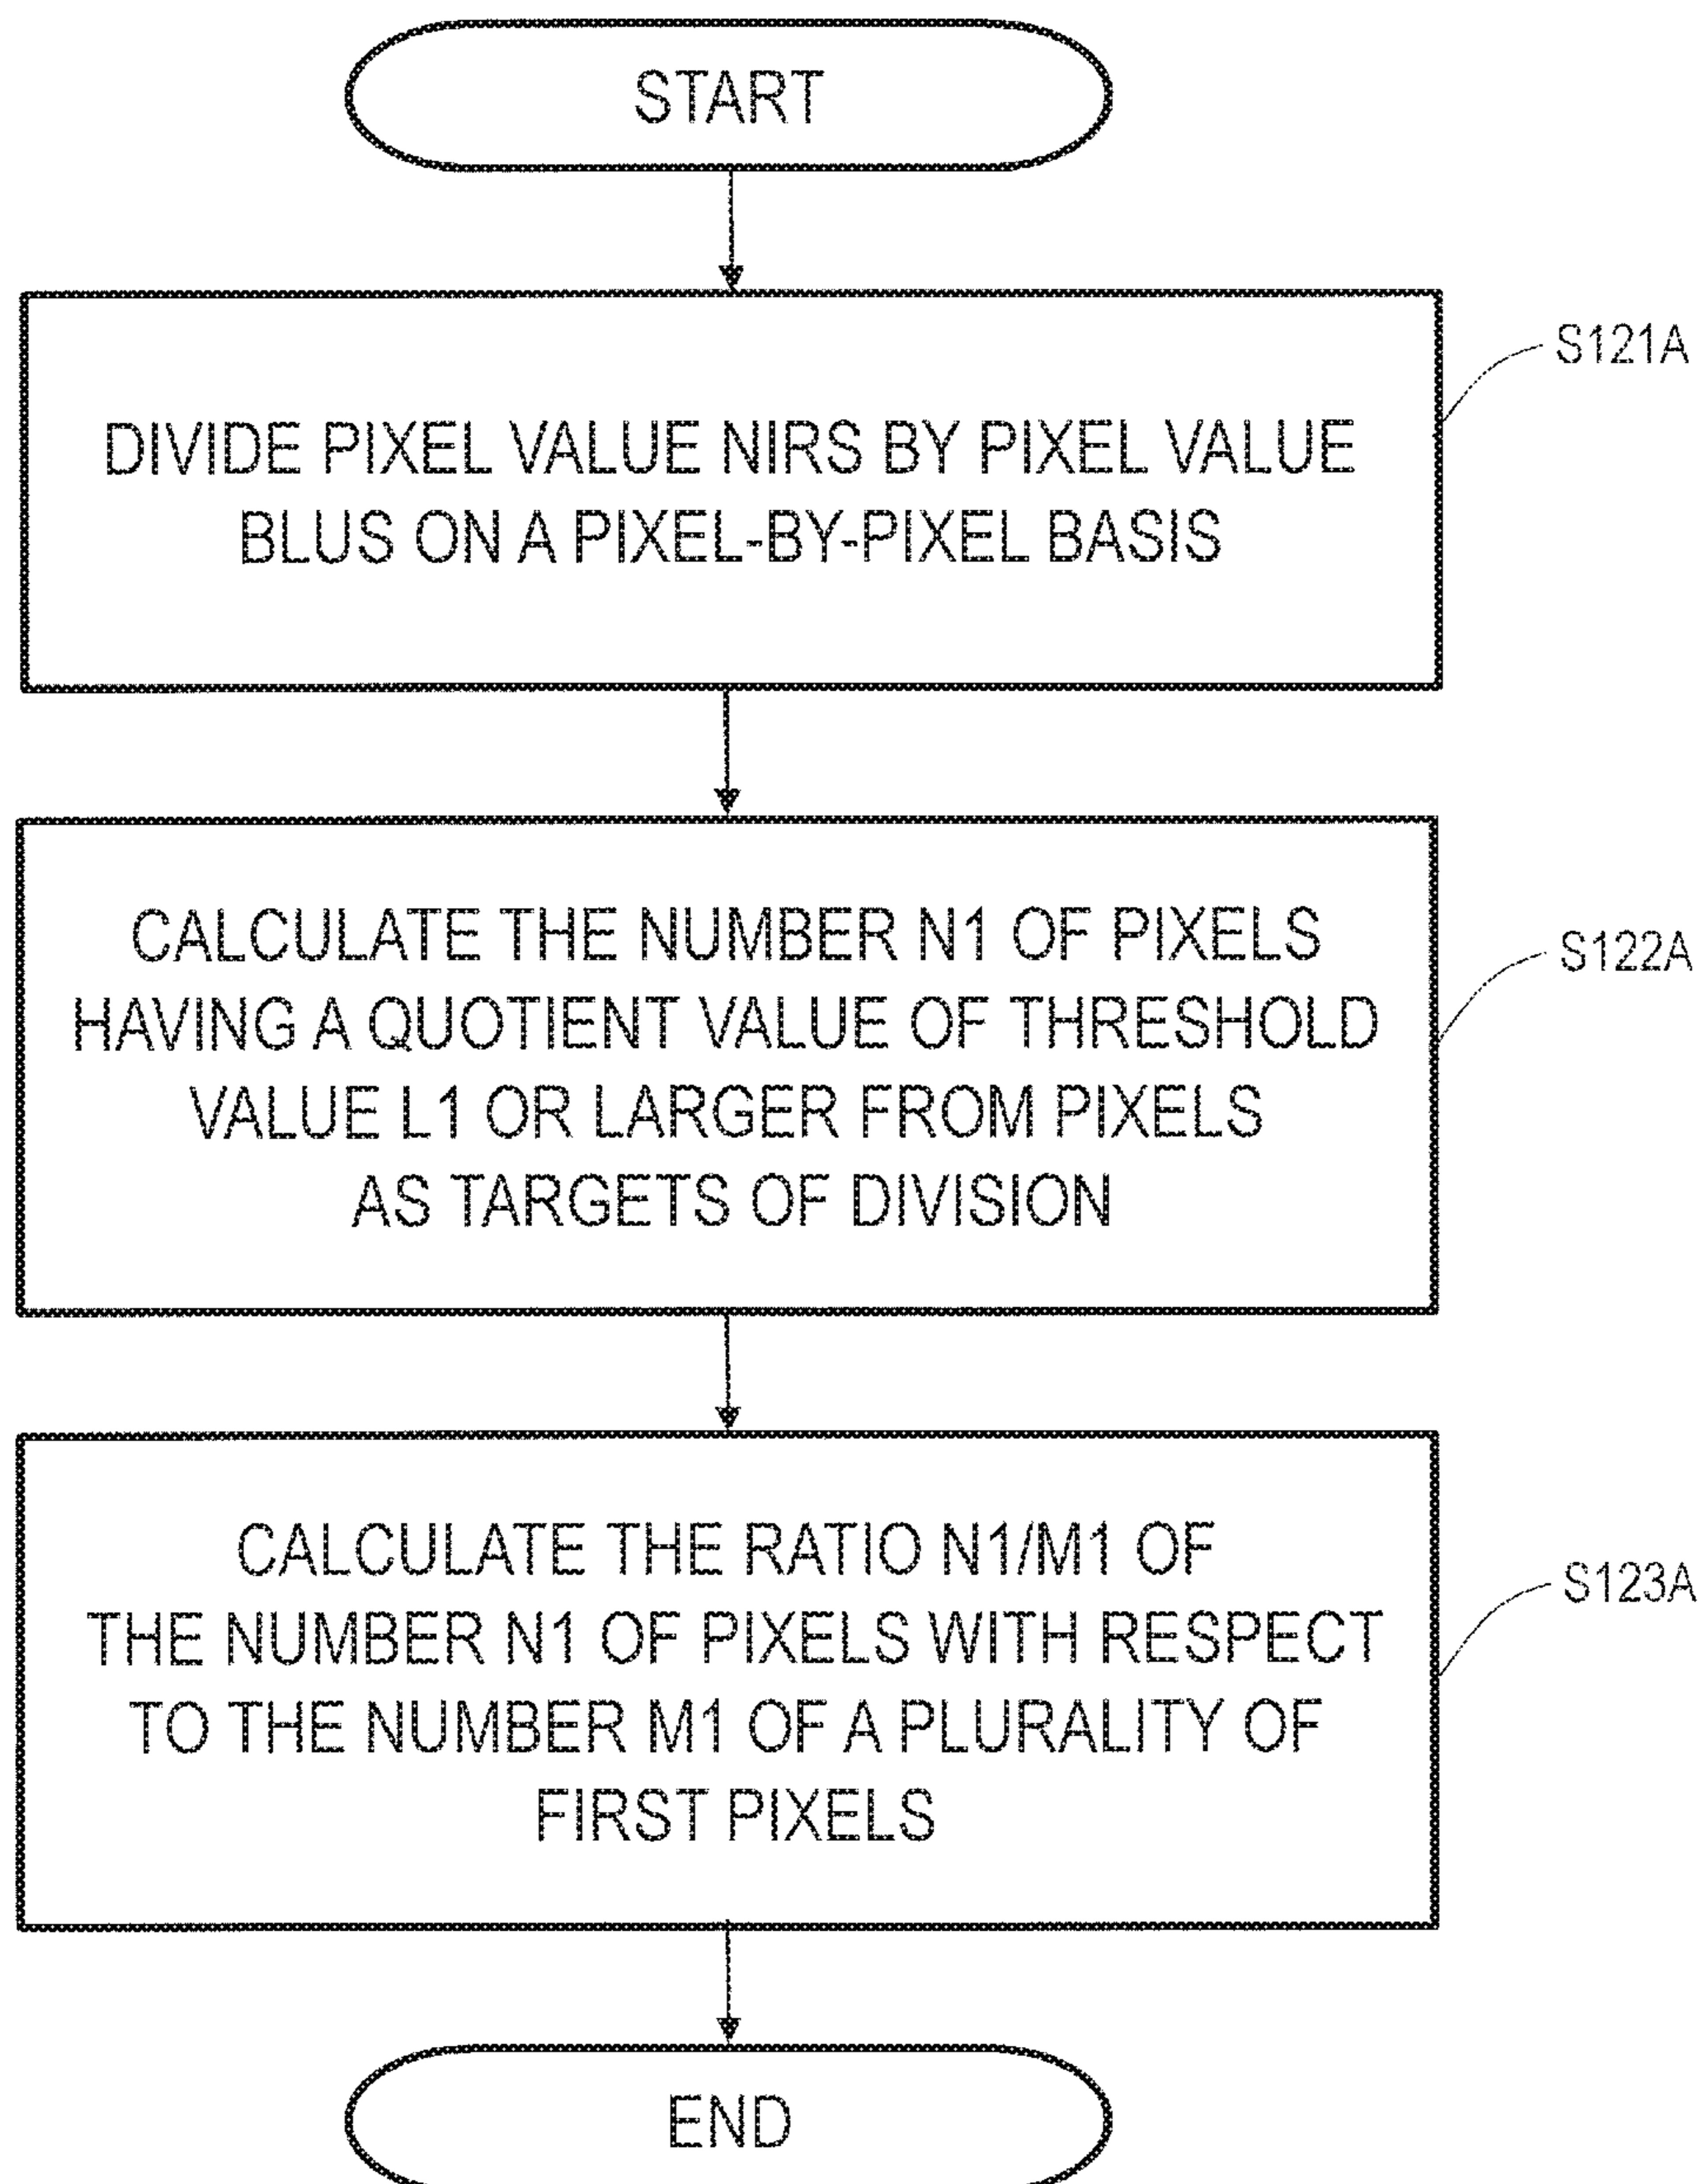 START
S121A
DIVIDE PIXEL VALUE NIRS BY PIXEL VALUE
BLUS ON A PIXEL-BY-PIXEL BASIS
S122A
CALCULATE THE NUMBER N1 OF PIXELS
HAVING A QUOTIENT VALUE OF THRESHOLD
VALUE L1 OR LARGER FROM PIXELS
AS TARGETS OF DIVISION
S123A
CALCULATE THE RATIO N1/M1 OF
THE NUMBER N1 OF PIXELS WITH RESPECT
TO THE NUMBER M1 OF A PLURALITY OF
FIRST PIXELS
END